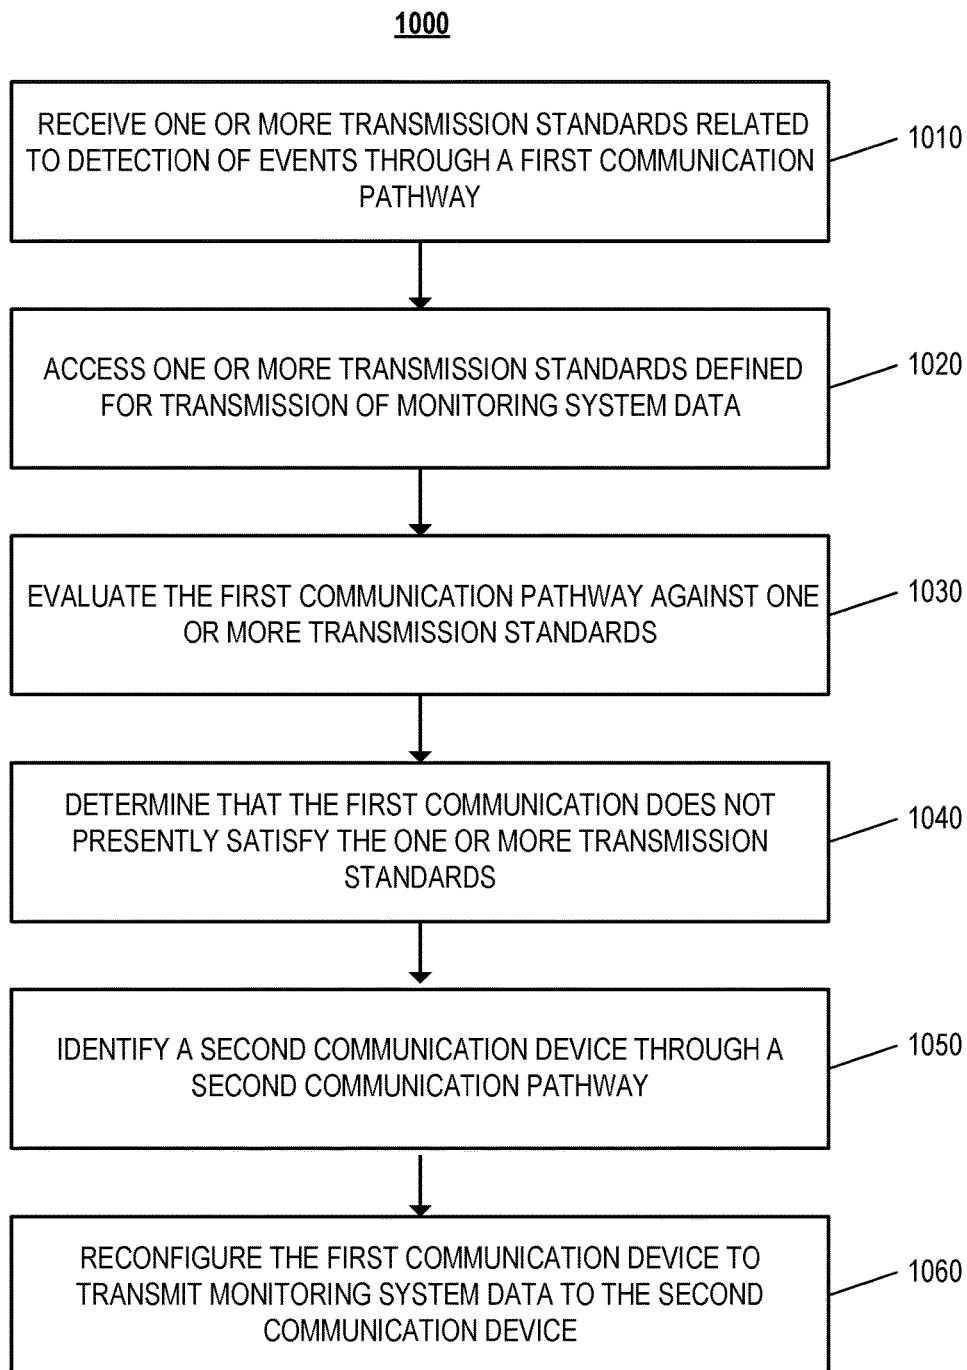 1000
RECEIVE ONE OR MORE TRANSMISSION STANDARDS RELATED
TO DETECTION OF EVENTS THROUGH A FIRST COMMUNICATION
PATHWAY
1010
ACCESS ONE OR MORE TRANSMISSION STANDARDS DEFINED
FOR TRANSMISSION OF MONITORING SYSTEM DATA
1020
EVALUATE THE FIRST COMMUNICATION PATHWAY AGAINST ONE
OR MORE TRANSMISSION STANDARDS
1030
DETERMINE THAT THE FIRST COMMUNICATION DOES NOT
PRESENTLY SATISFY THE ONE OR MORE TRANSMISSION
STANDARDS
1040
IDENTIFY A SECOND COMMUNICATION DEVICE THROUGH A
SECOND COMMUNICATION PATHWAY
1050
RECONFIGURE THE FIRST COMMUNICATION DEVICE TO
TRANSMIT MONITORING SYSTEM DATA TO THE SECOND
COMMUNICATION DEVICE
1060